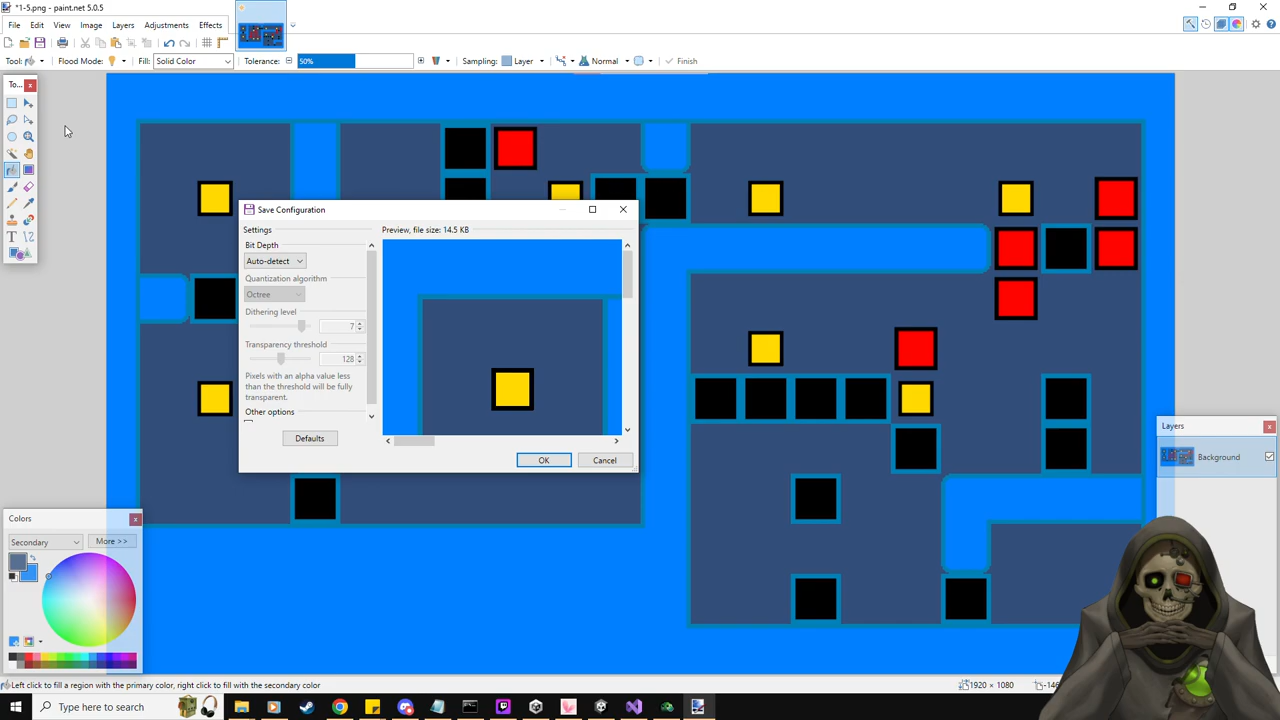 *1-5.png - paint.net 5.0.5
File Edit View Image Layers Adjustments Effects
Tool: Flood Mode: Fill: Solid Color Tolerance: 50% Sampling: Layer Normal Finish
To...
Save Configuration
Settings
Preview, file size: 14.5 KB
Bit Depth
Auto-detect
Quantization algorithm
Octree
Dithering level
7
Transparency threshold
128
Pixels with an alpha value less
than the threshold will be fully
transparent.
Other options
Defaults
OK Cancel
Layers
Background
Colors
Secondary More >>
Left click to fill a region with the primary color, right click to fill with the secondary color
1920 × 1080
Type here to search